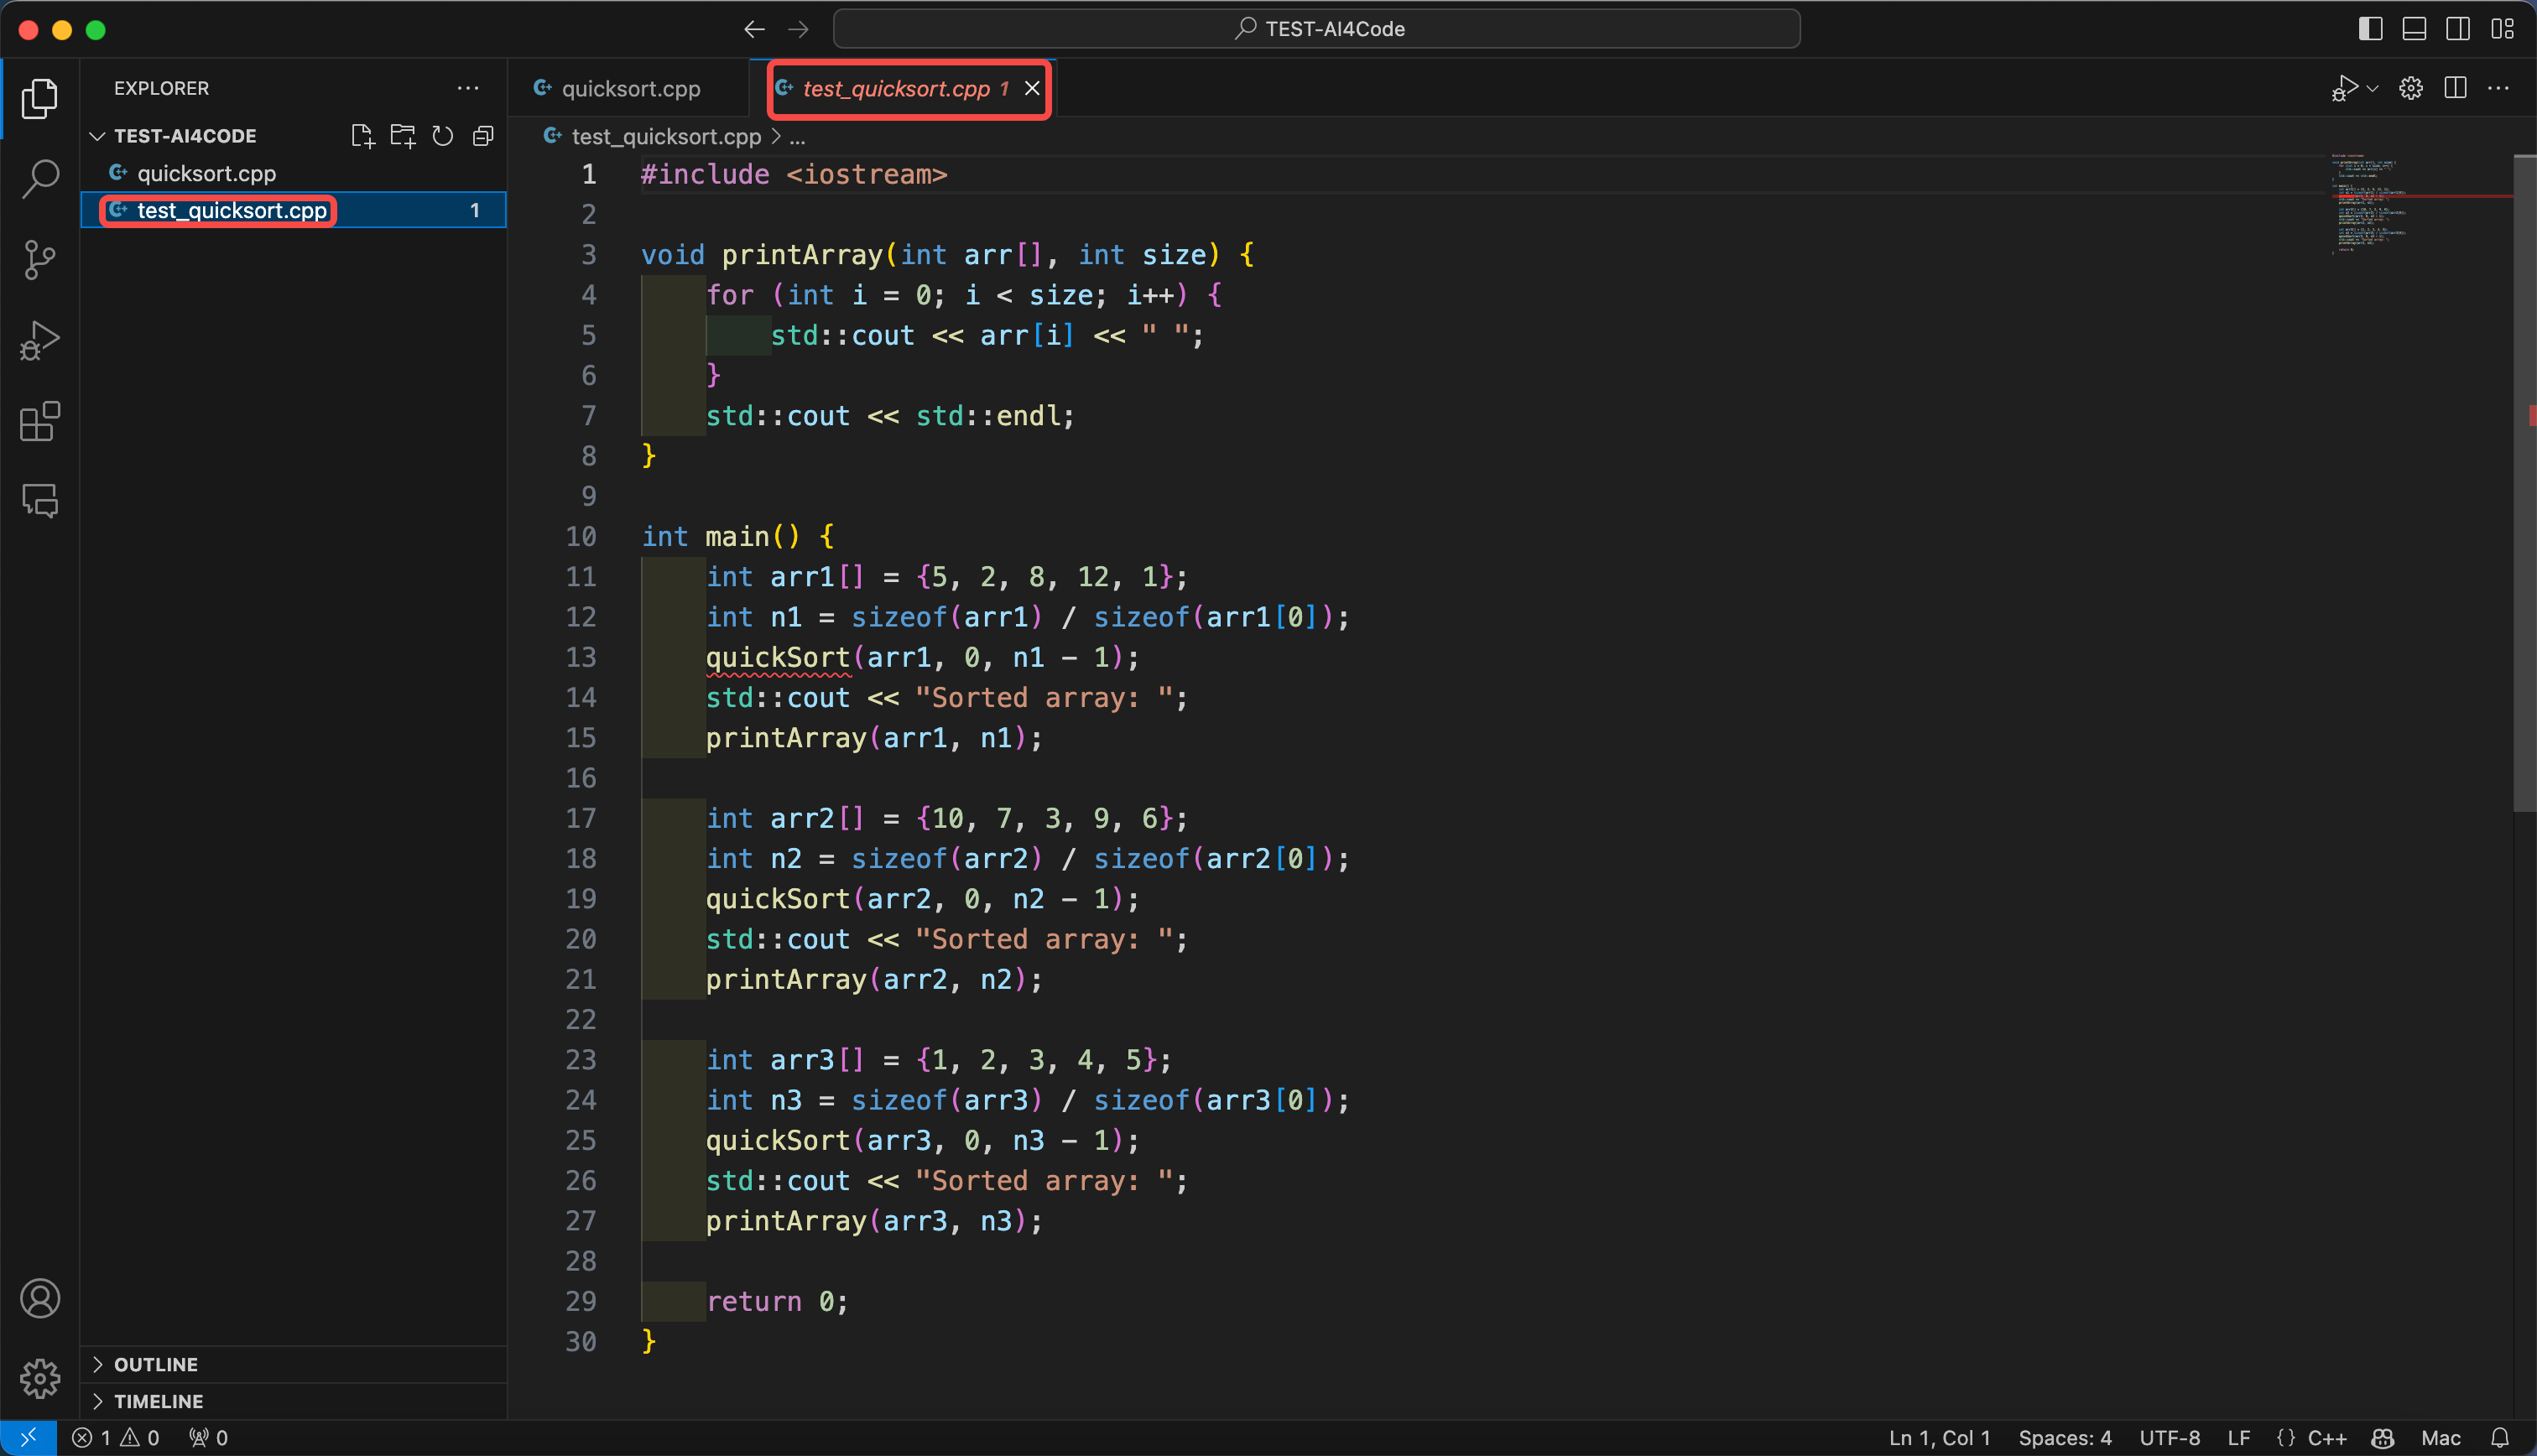 TEST-AI4Code
EXPLORER
TEST-AI4CODE
quicksort.cpp
test_quicksort.cpp 1
quicksort.cpp
test_quicksort.cpp 1
test_quicksort.cpp > ...
1 #include <iostream>
2
3 void printArray(int arr[], int size) {
4     for (int i = 0; i < size; i++) {
5         std::cout << arr[i] << " ";
6     }
7     std::cout << std::endl;
8 }
9
10 int main() {
11     int arr1[] = {5, 2, 8, 12, 1};
12     int n1 = sizeof(arr1) / sizeof(arr1[0]);
13     quickSort(arr1, 0, n1 - 1);
14     std::cout << "Sorted array: ";
15     printArray(arr1, n1);
16
17     int arr2[] = {10, 7, 3, 9, 6};
18     int n2 = sizeof(arr2) / sizeof(arr2[0]);
19     quickSort(arr2, 0, n2 - 1);
20     std::cout << "Sorted array: ";
21     printArray(arr2, n2);
22
23     int arr3[] = {1, 2, 3, 4, 5};
24     int n3 = sizeof(arr3) / sizeof(arr3[0]);
25     quickSort(arr3, 0, n3 - 1);
26     std::cout << "Sorted array: ";
27     printArray(arr3, n3);
28
29     return 0;
30 }
OUTLINE
TIMELINE
1 0 0 Ln 1, Col 1 Spaces: 4 UTF-8 LF {} C++ Mac